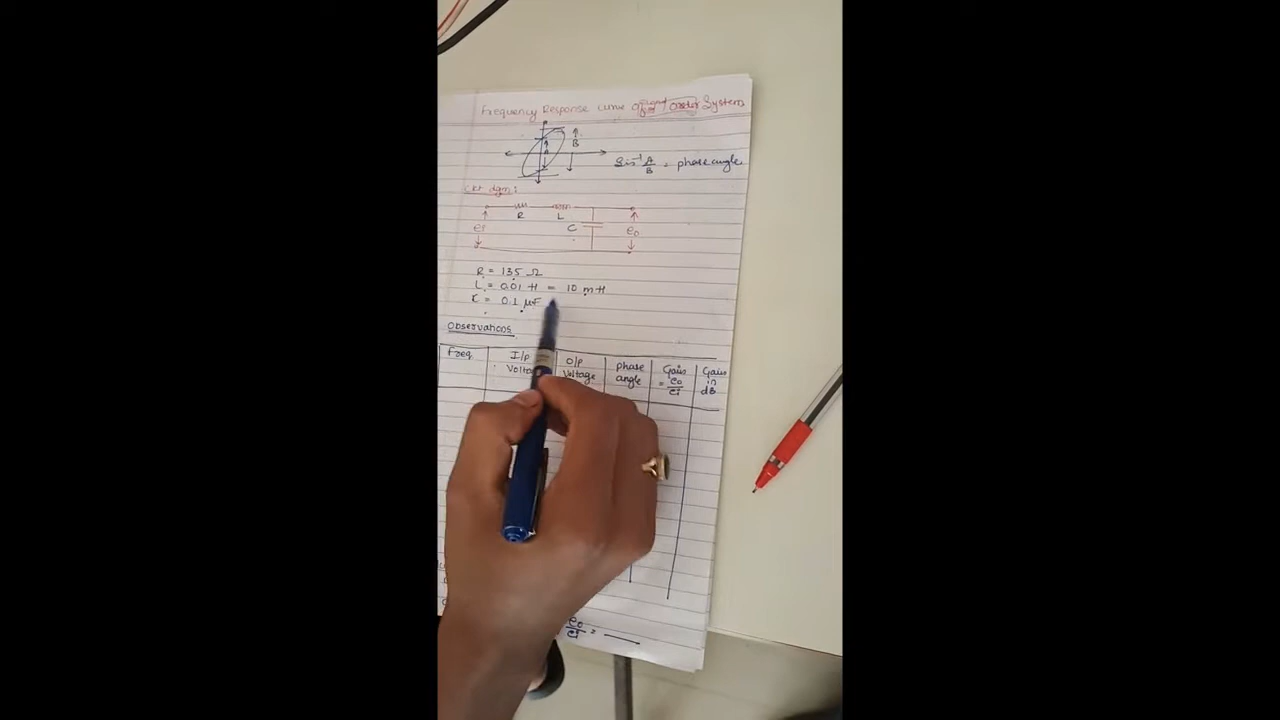 Frequency Response Curve of Second Order System
A
B
Sin⁻¹ A/B = phase angle
Ckt dgm:
R
L
ei
C
eo
R = 135 Ω
L = 0.01 H = 10 mH
C = 0.1 μF
Observations
Freq.
I/p Voltage
O/p Voltage
phase angle
Gain = eo/ei
Gain in dB
eo/ei =